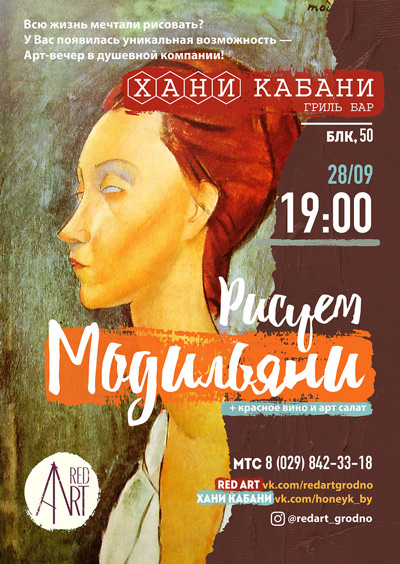 Всю жизнь мечтали рисовать?
У Вас появилась уникальная возможность —
Арт-вечер в душевной компании!
ХАНИ КАБАНИ
ГРИЛЬ БАР
БЛК, 50
28/09
19:00
Рисуем
Модильяни
+ красное вино и арт салат
МТС 8 (029) 842-33-18
RED ART vk.com/redartgrodno
ХАНИ КАБАНИ vk.com/honeyk_by
@redart_grodno
RED
ART